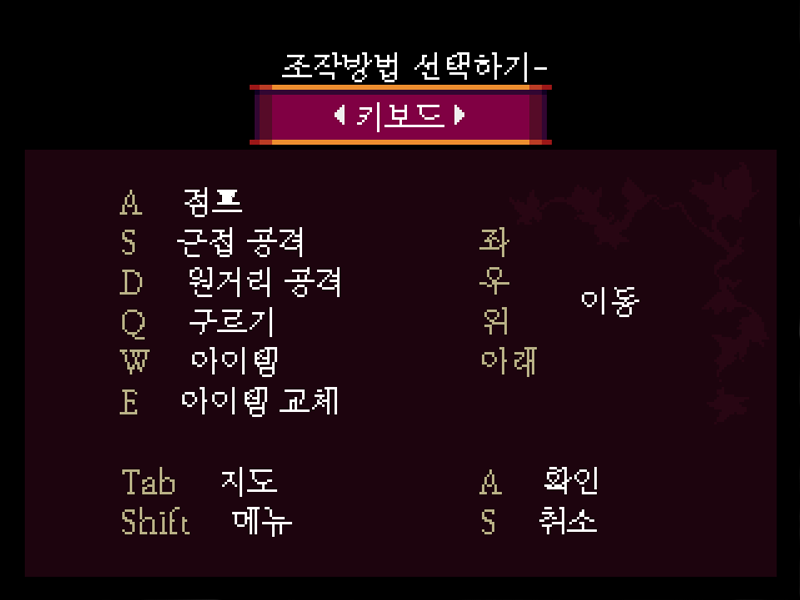 조작방법 선택하기-
키보드
A 점프
S 근접 공격
D 원거리 공격
Q 구르기
W 아이템
E 아이템 교체
좌
우
위
아래
이동
Tab 지도
Shift 메뉴
A 확인
S 취소